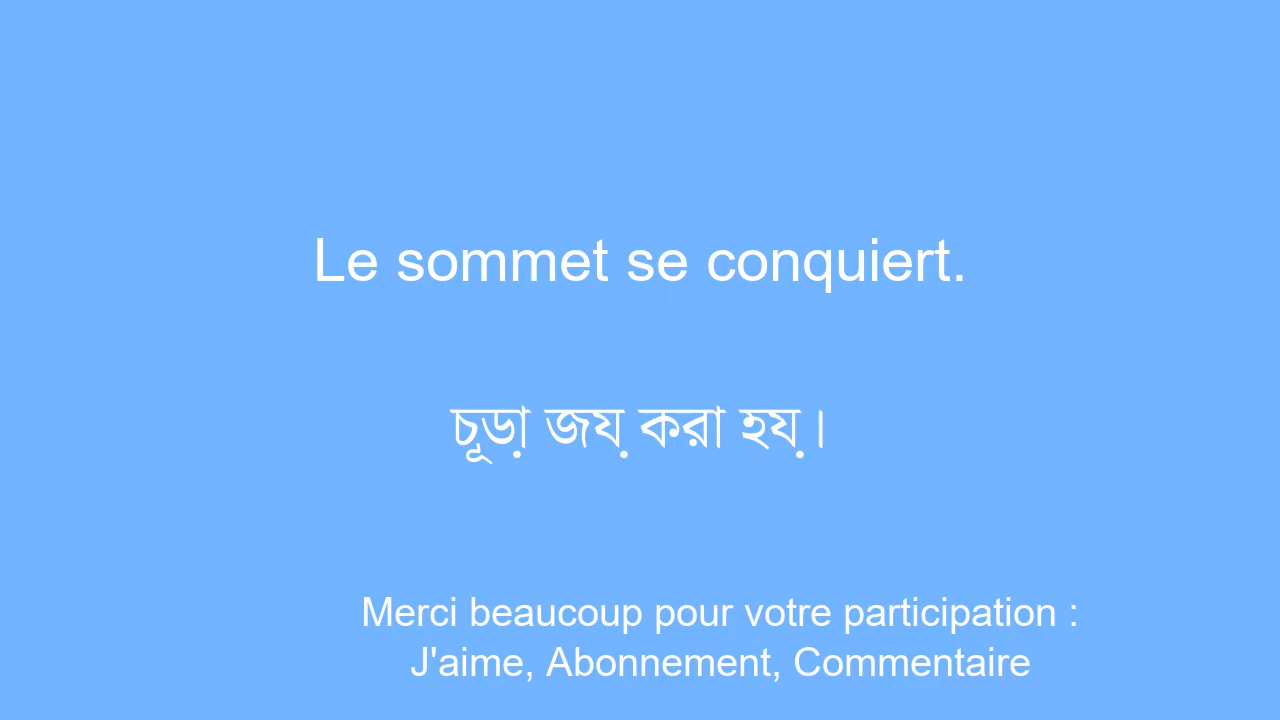 Le sommet se conquiert.
চূড়া জয় করা হয়।
Merci beaucoup pour votre participation :
J'aime, Abonnement, Commentaire